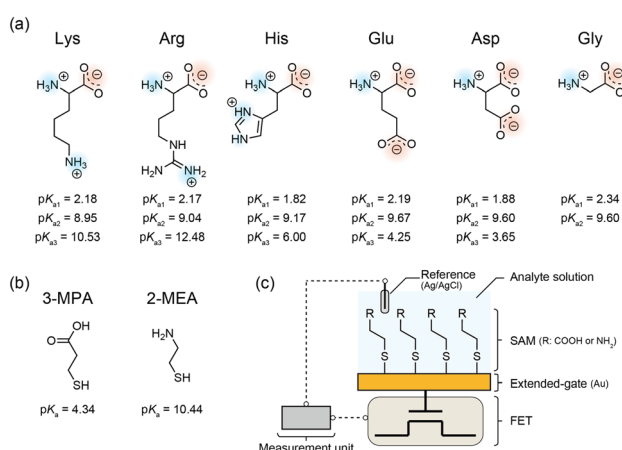 (a)
Lys Arg His Glu Asp Gly
H₃N ⊕ O ⊖ O NH₃ ⊕
H₂N ⊕ O ⊖ O NH H₂N NH₂ ⊕
H₃N ⊕ O ⊖ O ⊕ HN NH
H₃N ⊕ O ⊖ O O ⊖ O
H₃N ⊕ O ⊖ O O ⊖ O
H₃N ⊕ O ⊖ O
pKa1 = 2.18 pKa1 = 2.17 pKa1 = 1.82 pKa1 = 2.19 pKa1 = 1.88 pKa1 = 2.34
pKa2 = 8.95 pKa2 = 9.04 pKa2 = 9.17 pKa2 = 9.67 pKa2 = 9.60 pKa2 = 9.60
pKa3 = 10.53 pKa3 = 12.48 pKa3 = 6.00 pKa3 = 4.25 pKa3 = 3.65
(b)
3-MPA 2-MEA
OH O SH
H₂N SH
pKa = 4.34 pKa = 10.44
(c)
Reference
(Ag/AgCl)
Analyte solution
R R R R
SAM (R: COOH or NH₂)
S S S S
Extended-gate (Au)
FET
Measurement unit